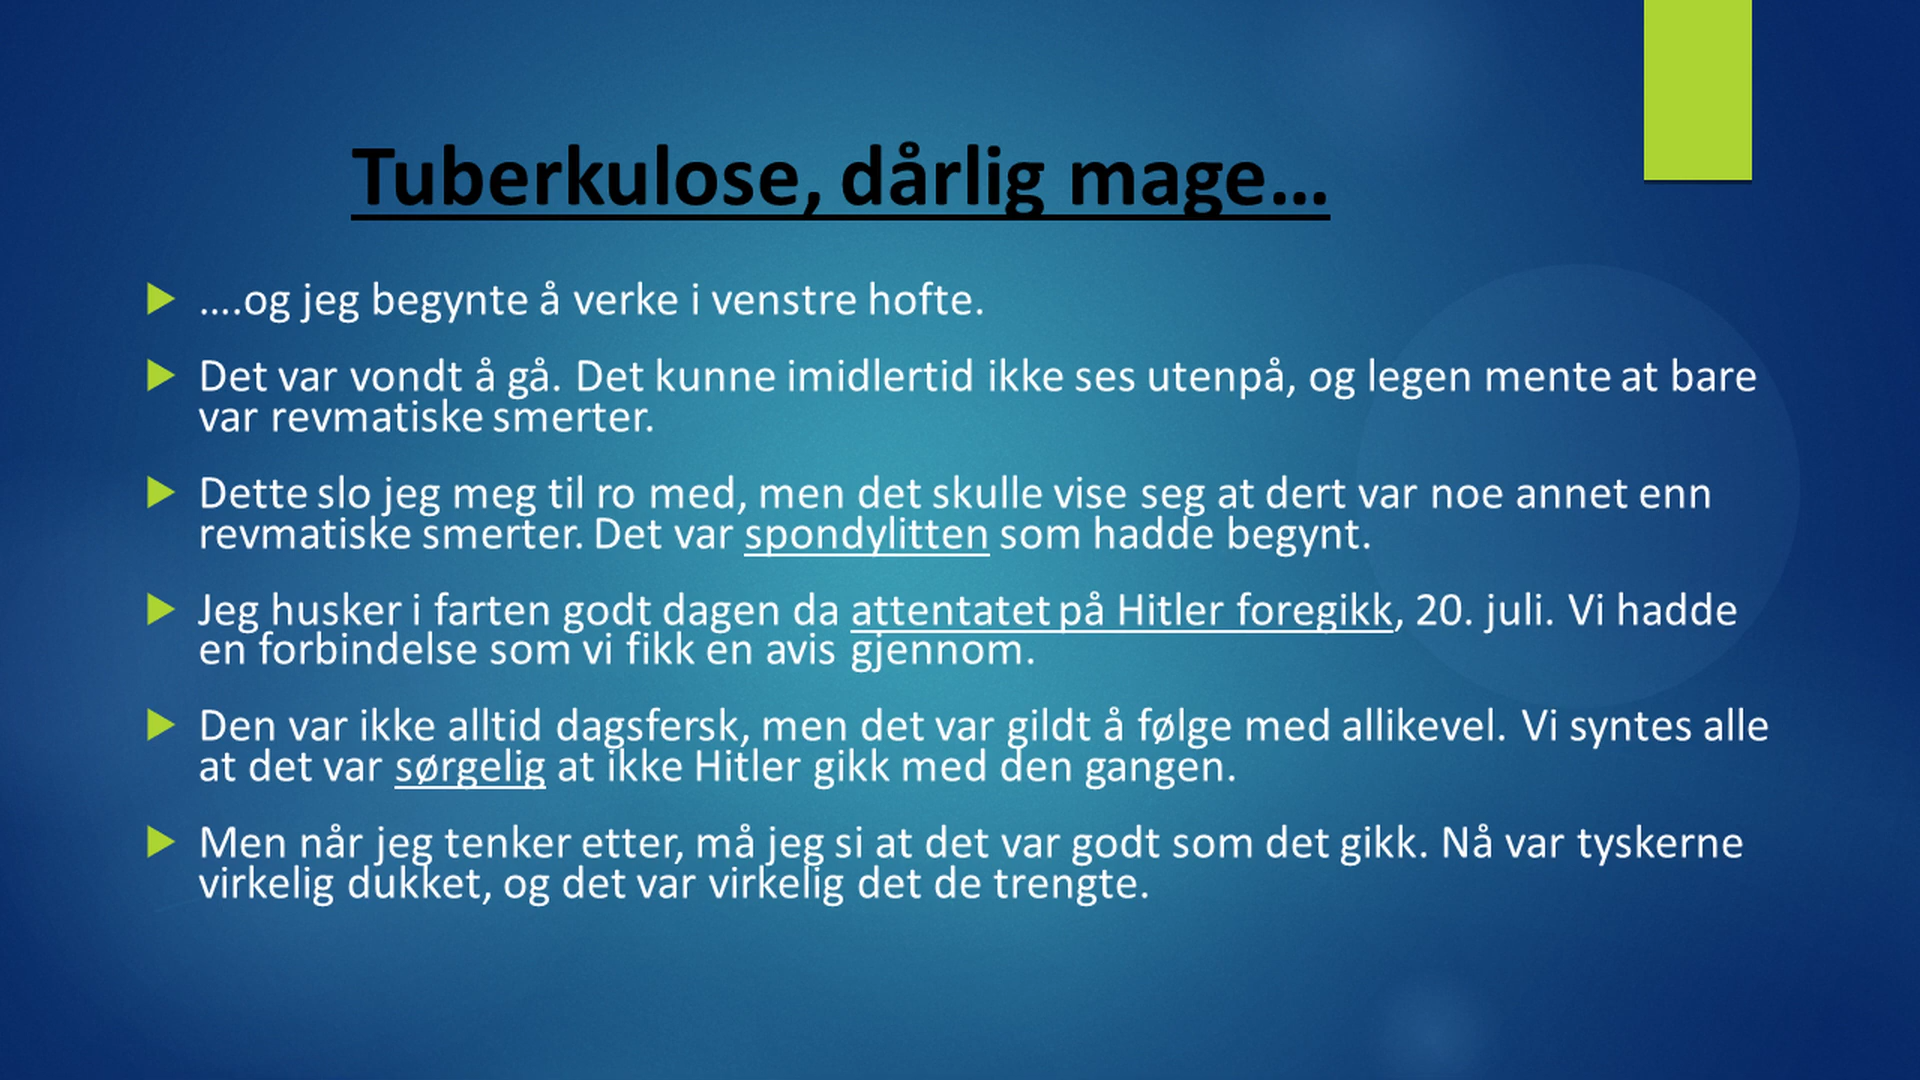 Tuberkulose, dårlig mage...
....og jeg begynte å verke i venstre hofte.
Det var vondt å gå. Det kunne imidlertid ikke ses utenpå, og legen mente at bare
var revmatiske smerter.
Dette slo jeg meg til ro med, men det skulle vise seg at dert var noe annet enn
revmatiske smerter. Det var spondylitten som hadde begynt.
Jeg husker i farten godt dagen da attentatet på Hitler foregikk, 20. juli. Vi hadde
en forbindelse som vi fikk en avis gjennom.
Den var ikke alltid dagsfersk, men det var gildt å følge med allikevel. Vi syntes alle
at det var sørgelig at ikke Hitler gikk med den gangen.
Men når jeg tenker etter, må jeg si at det var godt som det gikk. Nå var tyskerne
virkelig dukket, og det var virkelig det de trengte.